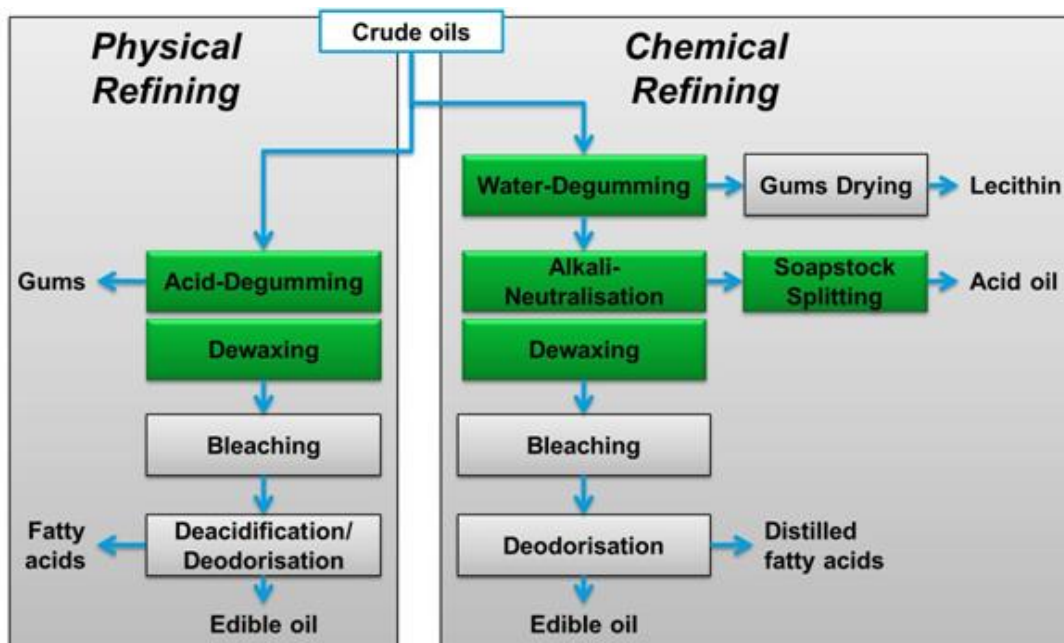 Crude oils
Physical
Refining
Gums
Acid-Degumming
Dewaxing
Bleaching
Fatty
acids
Deacidification/
Deodorisation
Edible oil
Chemical
Refining
Water-Degumming
Gums Drying
Lecithin
Alkali-
Neutralisation
Soapstock
Splitting
Acid oil
Dewaxing
Bleaching
Deodorisation
Distilled
fatty acids
Edible oil